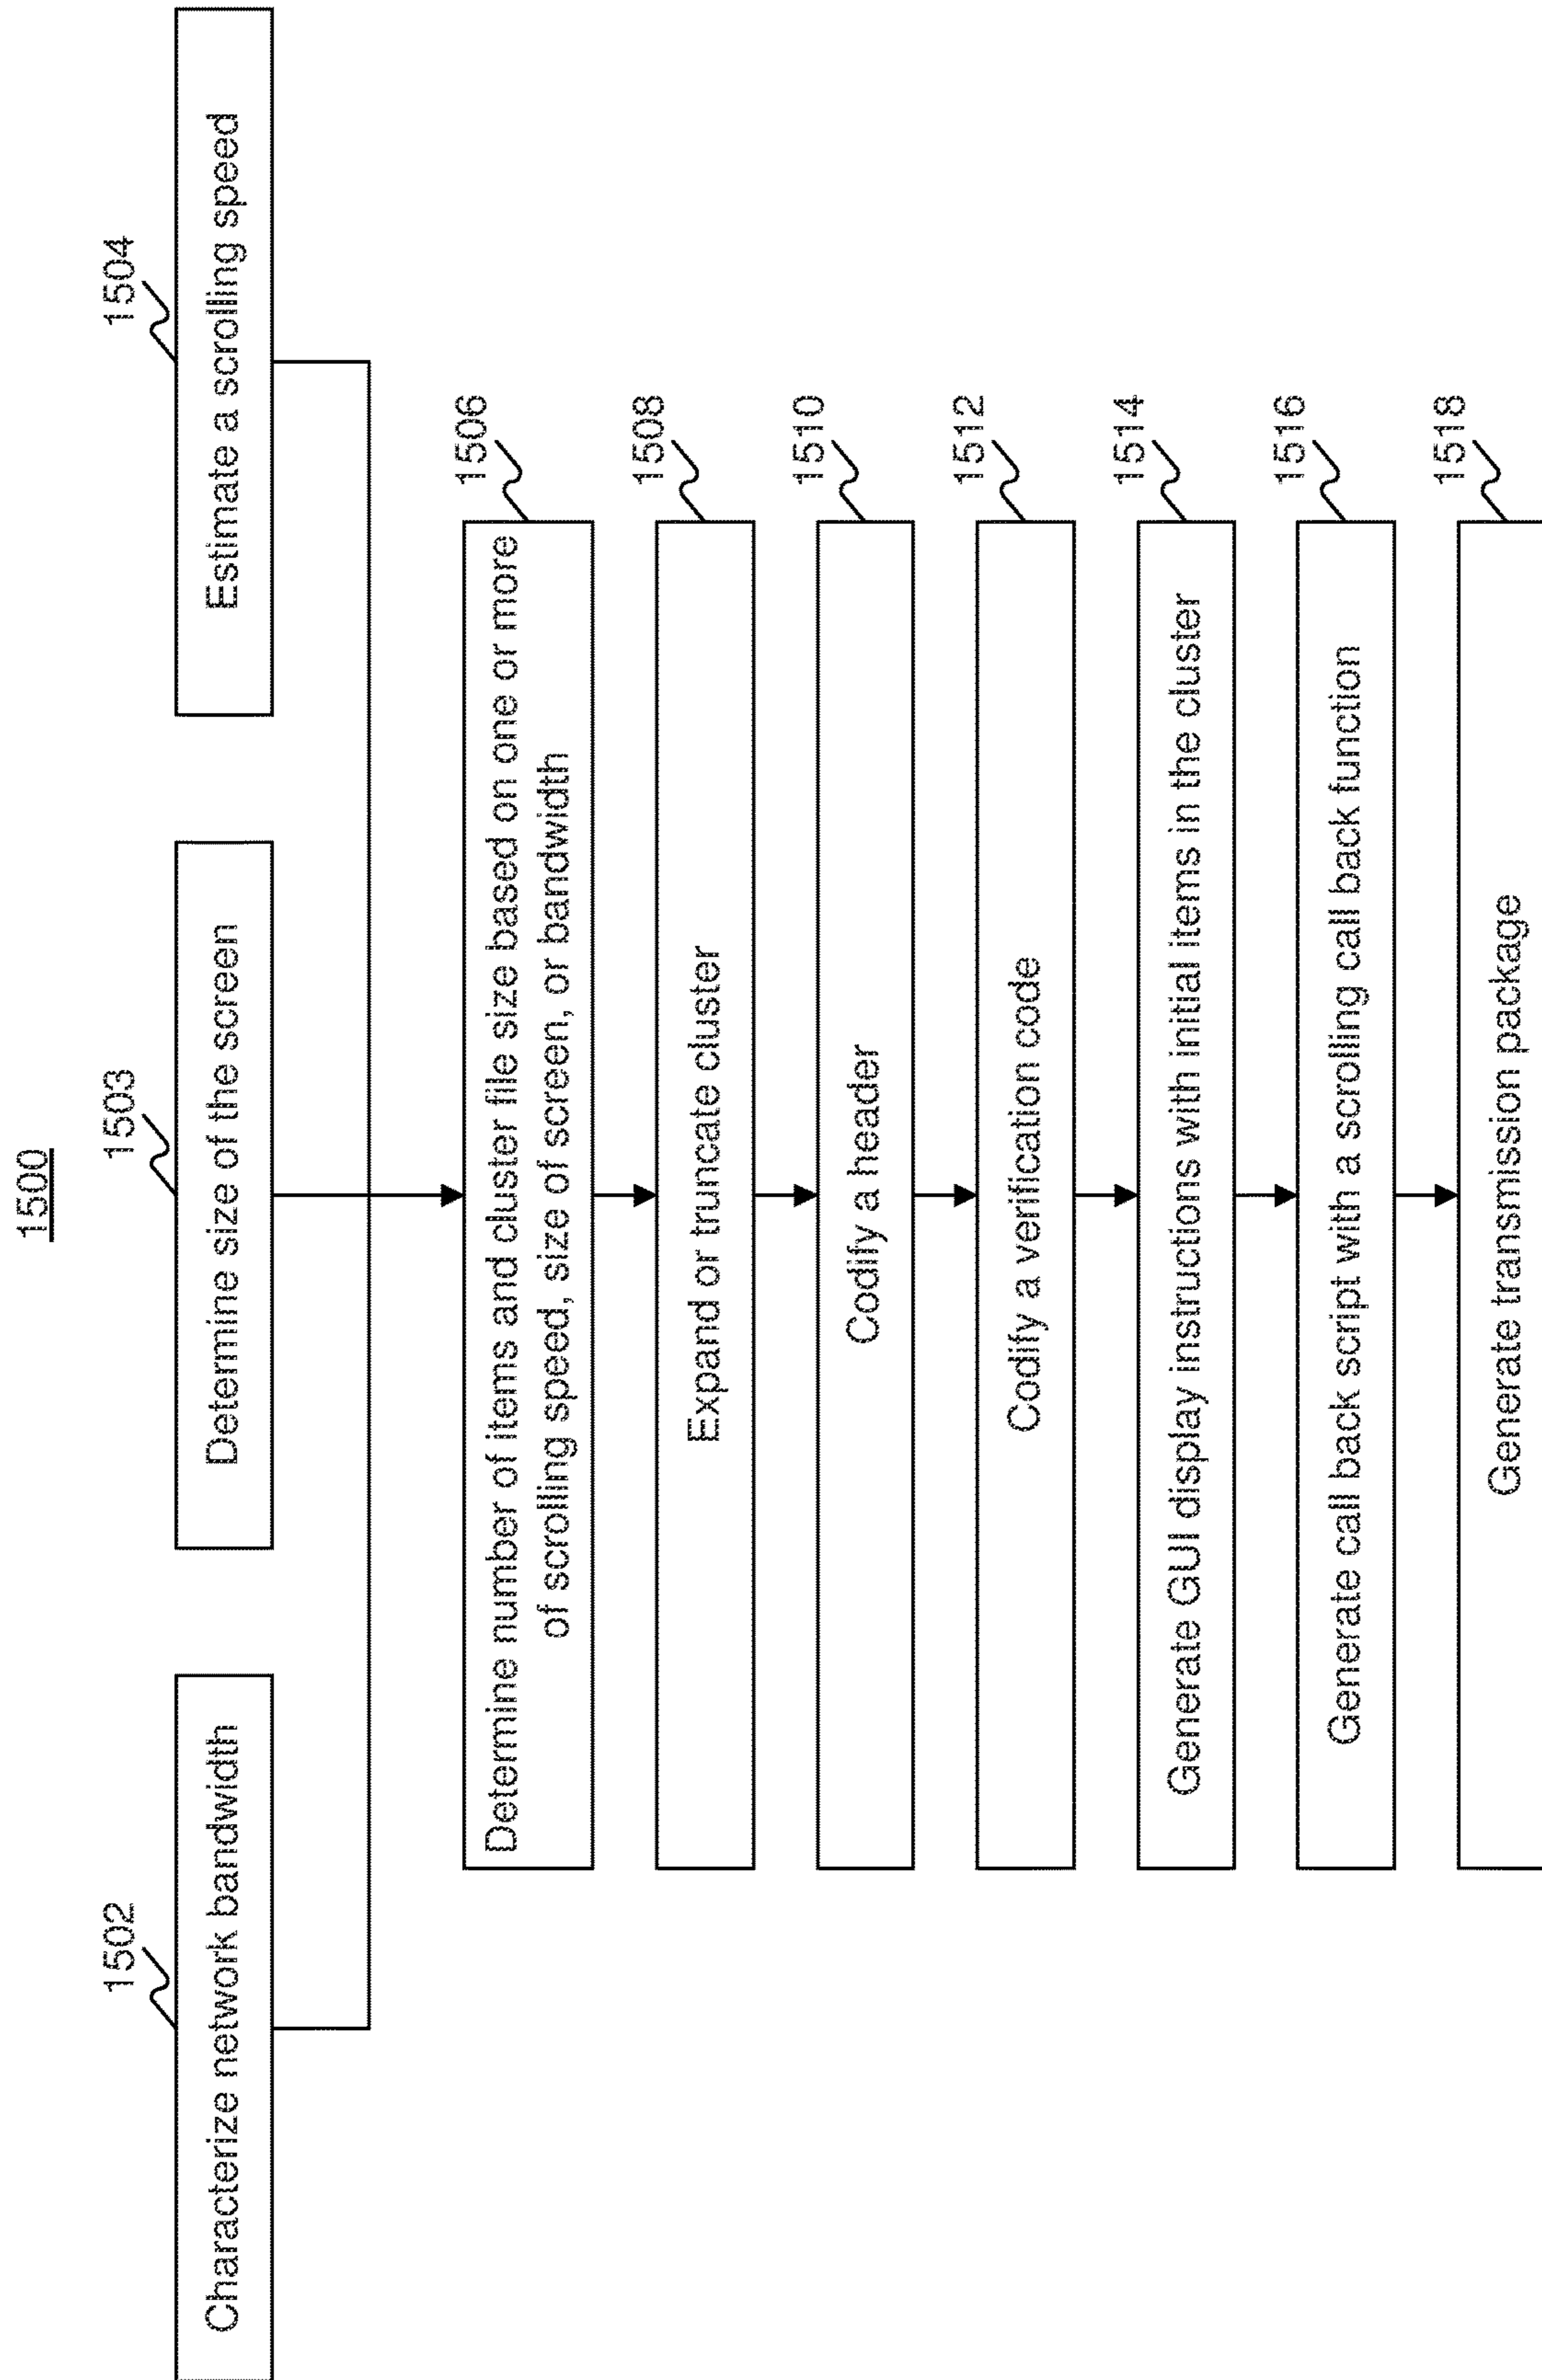 1500
1502
1503
1504
Characterize network bandwidth
Determine size of the screen
Estimate a scrolling speed
1506
Determine number of items and cluster file size based on one or more
of scrolling speed, size of screen, or bandwidth
1508
Expand or truncate cluster
1510
Codify a header
1512
Codify a verification code
1514
Generate GUI display instructions with initial items in the cluster
1516
Generate call back script with a scrolling call back function
1518
Generate transmission package